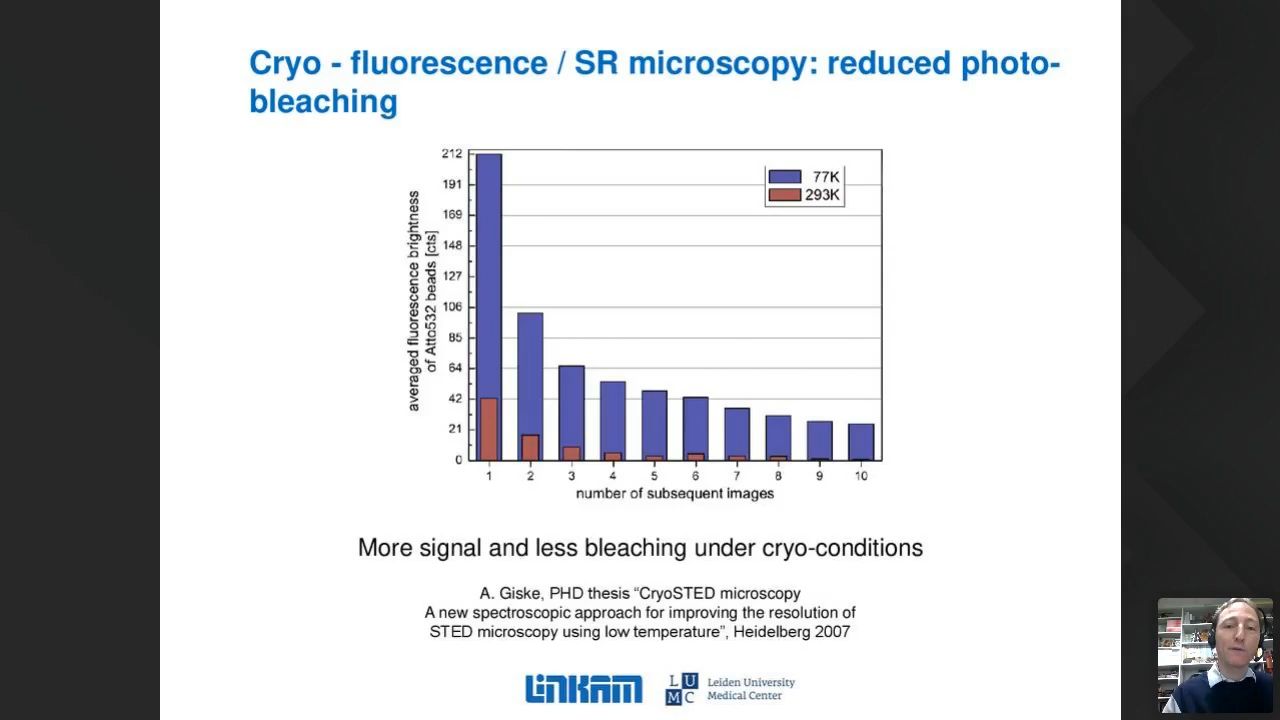 Cryo - fluorescence / SR microscopy: reduced photo-
bleaching
212
191
169
148
127
106
85
64
42
21
0
averaged fluorescence brightness
of Atto532 beads [cts]
77K
293K
1 2 3 4 5 6 7 8 9 10
number of subsequent images
More signal and less bleaching under cryo-conditions
A. Giske, PHD thesis “CryoSTED microscopy
A new spectroscopic approach for improving the resolution of
STED microscopy using low temperature”, Heidelberg 2007
LINKAM
L U
M C
Leiden University
Medical Center